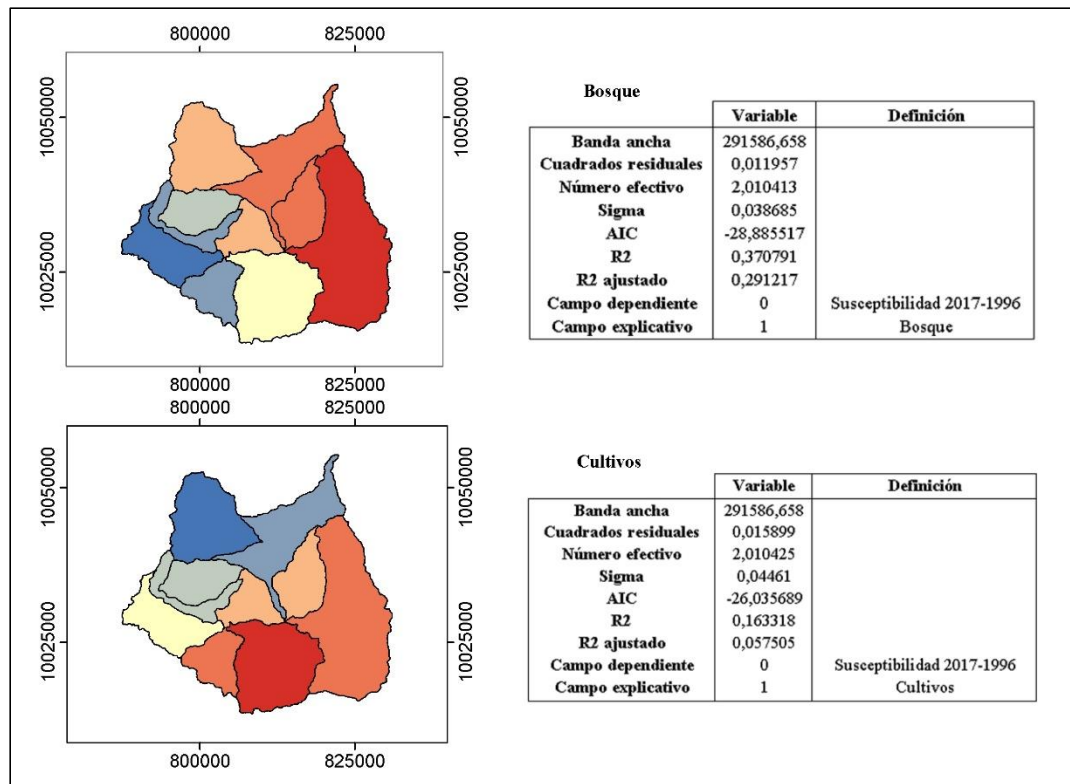 800000 825000
10050000
10025000
10050000
10025000
800000 825000
Bosque
Variable Definición
Banda ancha 291586,658
Cuadrados residuales 0,011957
Número efectivo 2,010413
Sigma 0,038685
AIC -28,885517
R2 0,370791
R2 ajustado 0,291217
Campo dependiente 0 Susceptibilidad 2017-1996
Campo explicativo 1 Bosque
800000 825000
10050000
10025000
10050000
10025000
800000 825000
Cultivos
Variable Definición
Banda ancha 291586,658
Cuadrados residuales 0,015899
Número efectivo 2,010425
Sigma 0,04461
AIC -26,035689
R2 0,163318
R2 ajustado 0,057505
Campo dependiente 0 Susceptibilidad 2017-1996
Campo explicativo 1 Cultivos